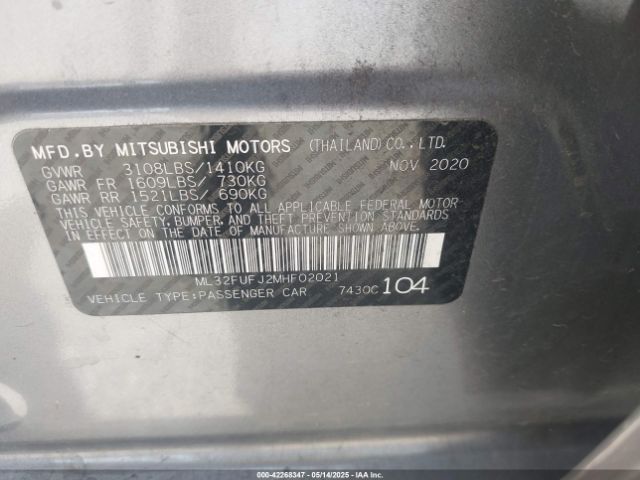 MFD.BY MITSUBISHI MOTORS (THAILAND) CO.,LTD.
GVWR 3108LBS/1410KG NOV 2020
GAWR FR 1609LBS/ 730KG
GAWR RR 1521LBS/ 690KG
THIS VEHICLE CONFORMS TO ALL APPLICABLE FEDERAL MOTOR
VEHICLE SAFETY, BUMPER, AND THEFT PREVENTION STANDARDS
IN EFFECT ON THE DATE OF MANUFACTURE SHOWN ABOVE.
ML32FUFJ2MHF02021
VEHICLE TYPE:PASSENGER CAR 7430C 104
000-42268347 - 05/14/2025 - IAAI.COM